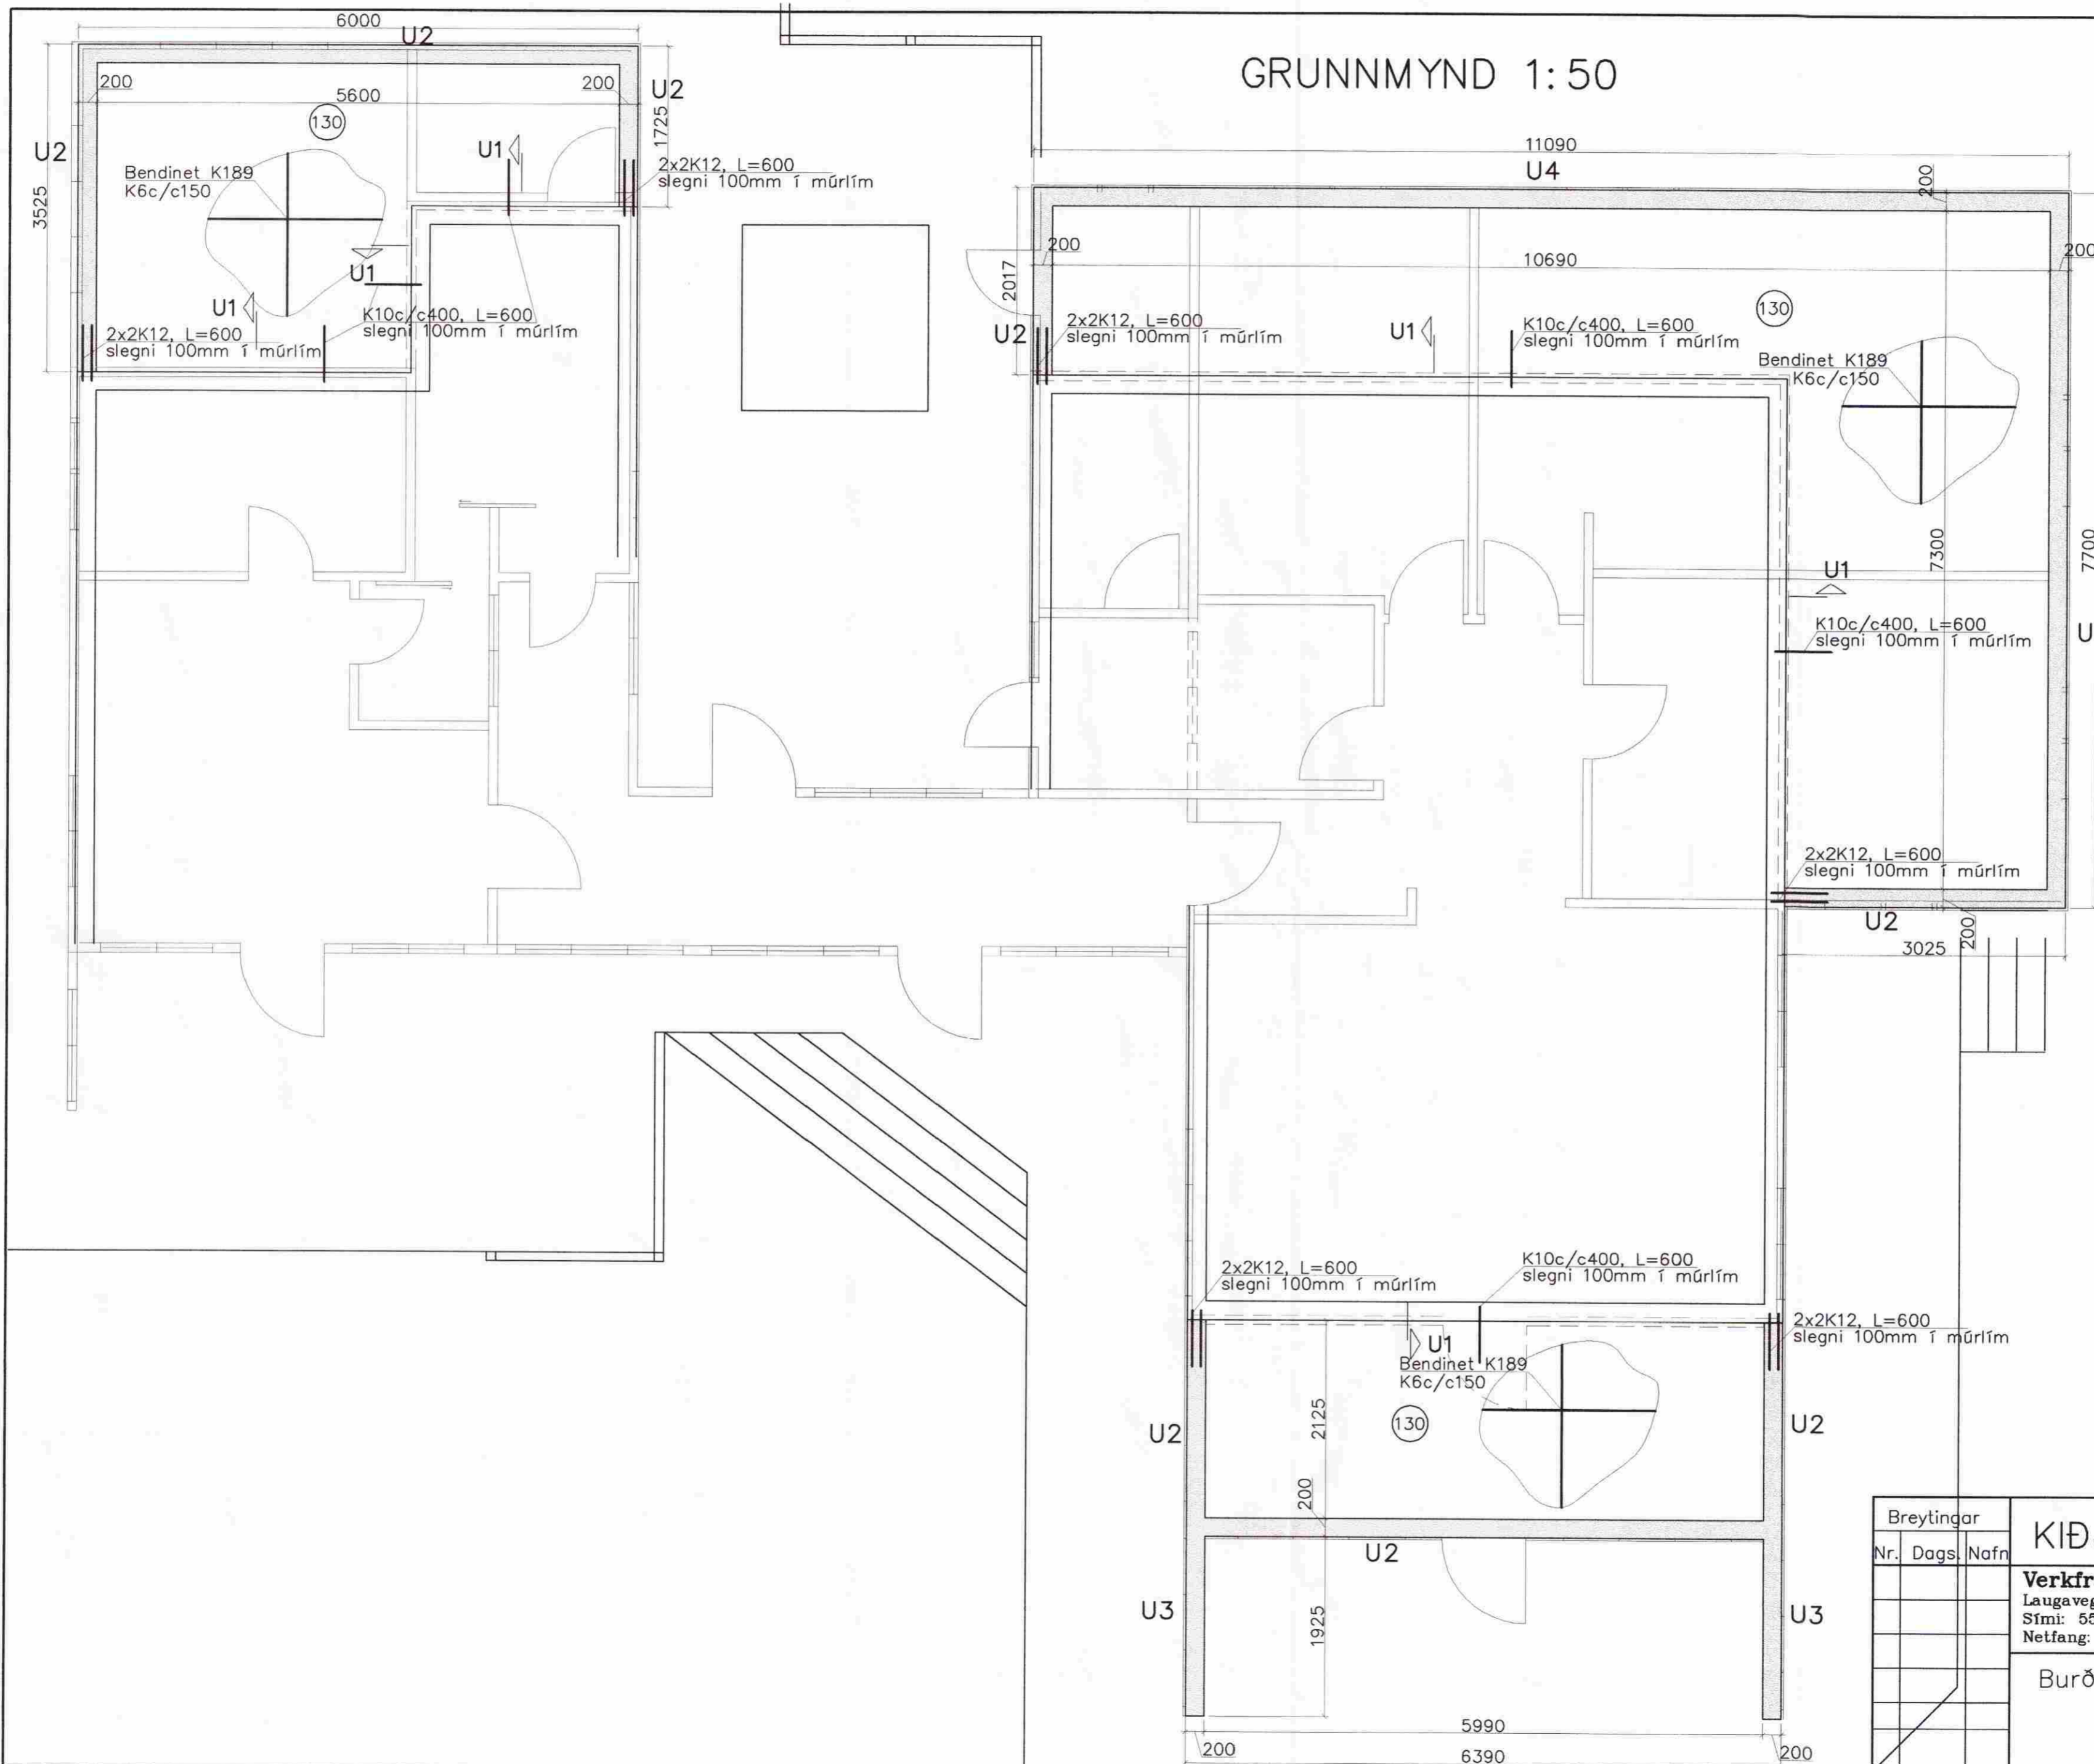 GRUNNMYND 1:50
6000
U2
200
5600
200
U2
1725
130
U2
3525
Bendinet K189
K6c/c150
U1
2x2K12, L=600
slegni 100mm í múrlím
U1
U1
K10c/c400, L=600
slegni 100mm í múrlím
2x2K12, L=600
slegni 100mm í múrlím
11090
U4
200
200
200
10690
2017
130
U2
2x2K12, L=600
slegni 100mm í múrlím
U1
K10c/c400, L=600
slegni 100mm í múrlím
Bendinet K189
K6c/c150
7300
7700
U1
K10c/c400, L=600
slegni 100mm í múrlím
U
2x2K12, L=600
slegni 100mm í múrlím
U2
200
3025
2x2K12, L=600
slegni 100mm í múrlím
K10c/c400, L=600
slegni 100mm í múrlím
2x2K12, L=600
slegni 100mm í múrlím
U1
Bendinet K189
K6c/c150
2125
130
U2
U2
200
U2
U3
1925
U3
5990
200
6390
200
Breytingar
Nr. Dags. Nafn
KIÐ
Verkfr
Laugaveg
Sími: 55
Netfang:
Burð